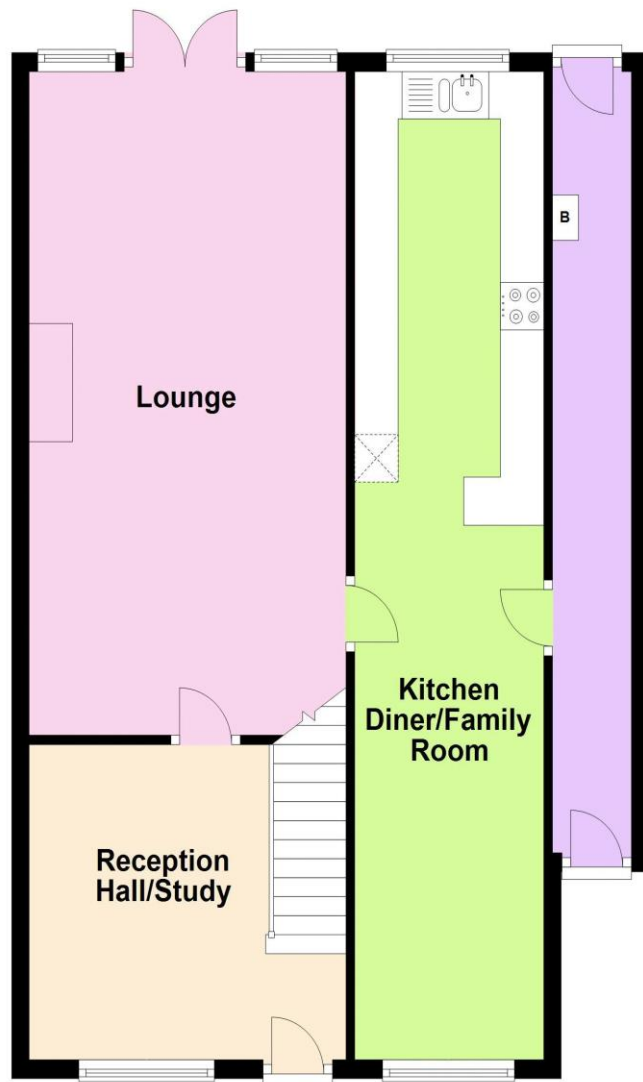 B
Lounge
Kitchen
Diner/Family
Room
Reception
Hall/Study